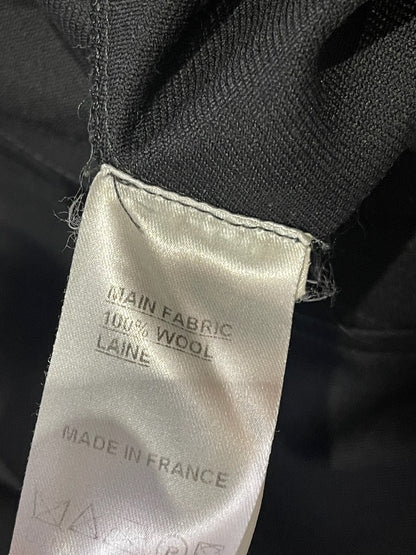 MAIN FABRIC
100% WOOL
LAINE
MADE IN FRANCE